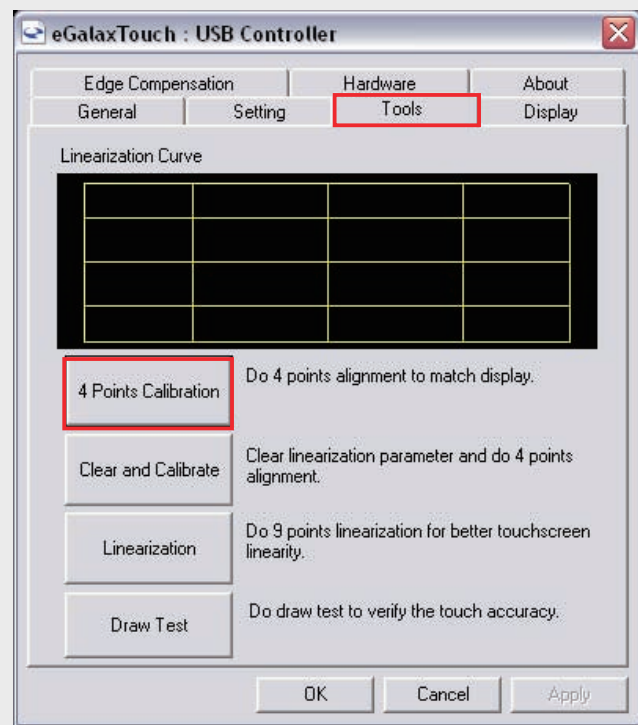 eGalaxTouch : USB Controller
Edge Compensation Hardware About
General Setting Tools Display
Linearization Curve
4 Points Calibration
Do 4 points alignment to match display.
Clear and Calibrate
Clear linearization parameter and do 4 points
alignment.
Linearization
Do 9 points linearization for better touchscreen
linearity.
Draw Test
Do draw test to verify the touch accuracy.
OK Cancel Apply